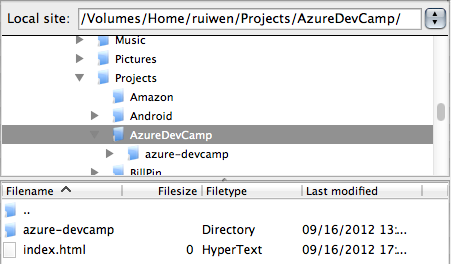 Local site: /Volumes/Home/ruiwen/Projects/AzureDevCamp/
Music
Pictures
Projects
Amazon
Android
AzureDevCamp
azure-devcamp
BillPin
Filename Filesize Filetype Last modified
..
azure-devcamp Directory 09/16/2012 13:...
index.html 0 HyperText 09/16/2012 17:...